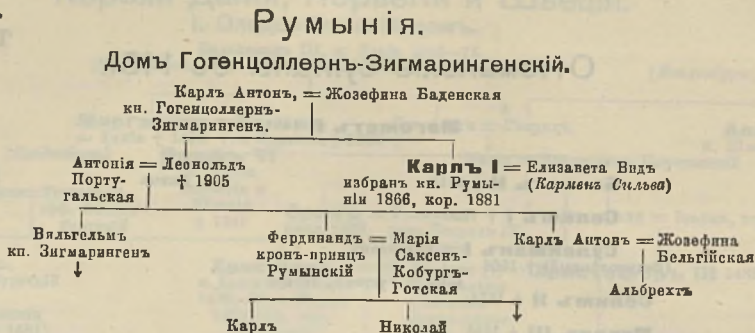 Румынія.
Домъ Гогенцоллернъ-Зигмарингенскій.
Карлъ Антонъ, = Жозефина Баденская
кн. Гогенцоллернъ-
Зигмарингенъ.
Антонія = Леопольдъ
Порту- † 1905
гальская
Карлъ I = Елизавета Видъ
избранъ кн. Румы- (Карменъ Сильва)
ніи 1866, кор. 1881
Вильгельмъ
кн. Зигмарингенъ
Фердинандъ = Марія
кронъ-принцъ Саксенъ-
Румынскій Кобургъ-
Готская
Карлъ Антонъ = Жозефина
Бельгійская
Альбрехтъ
Карлъ Николай